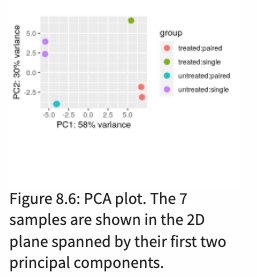 PC2: 30% variance
5.0
2.5
0.0
-2.5
-5.0 -2.5 0.0 2.5 5.0
PC1: 58% variance
group
treated:paired
treated:single
untreated:paired
untreated:single
Figure 8.6: PCA plot. The 7
samples are shown in the 2D
plane spanned by their first two
principal components.